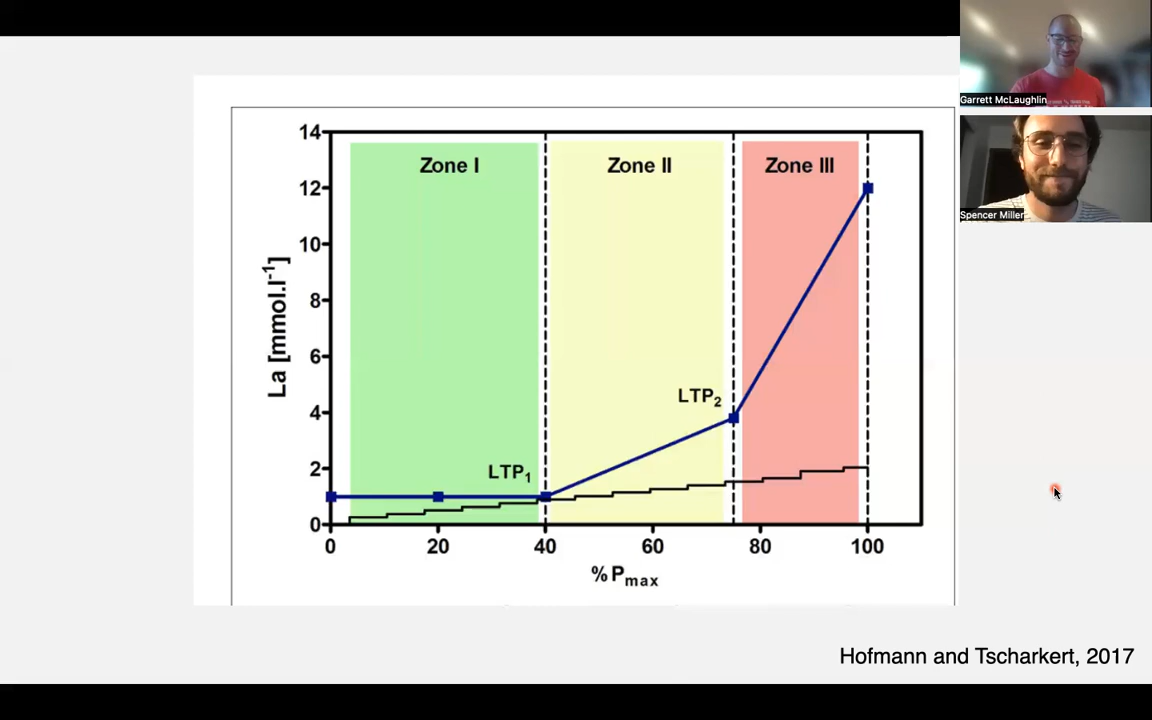 Garrett McLaughlin
Spencer Miller
14
12
10
8
6
4
2
0
La [mmol.l⁻¹]
Zone I
Zone II
Zone III
LTP₁
LTP₂
0 20 40 60 80 100
%Pₘₐₓ
Hofmann and Tscharkert, 2017